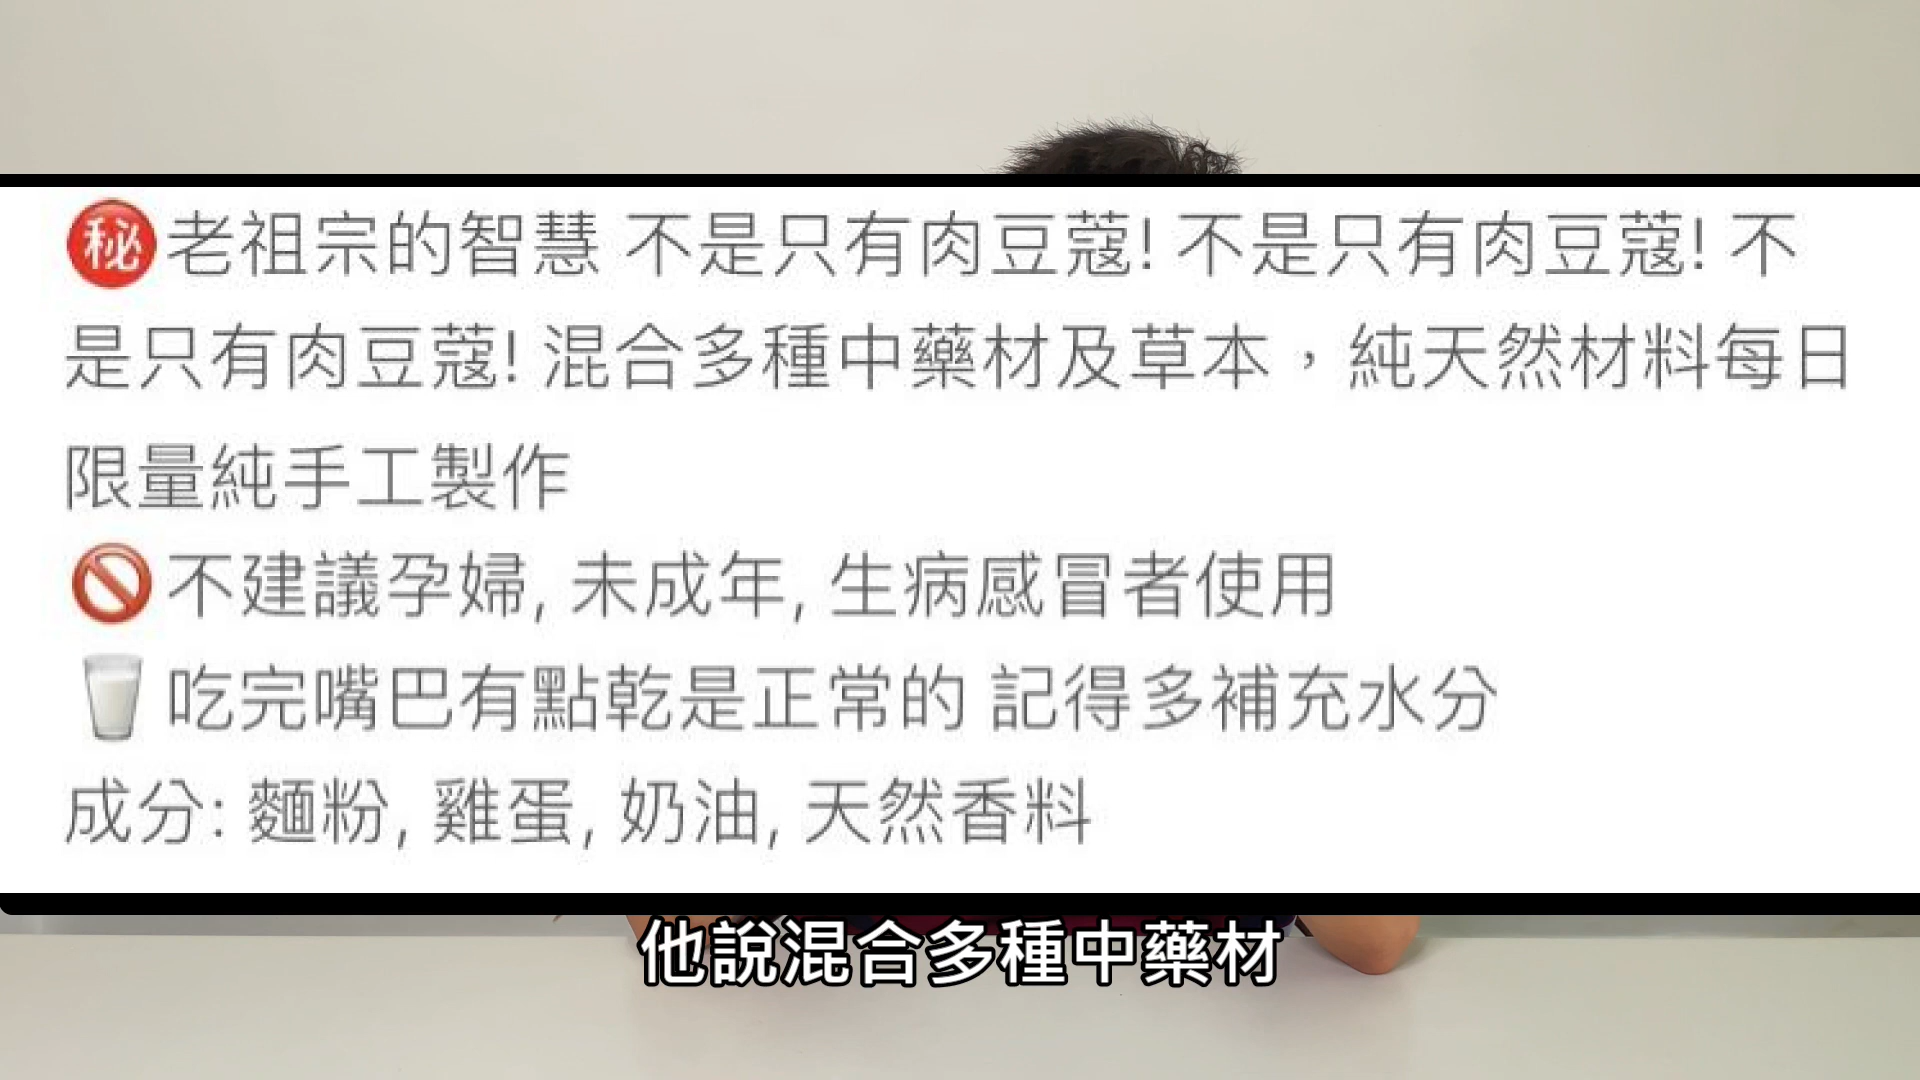 ㊙老祖宗的智慧 不是只有肉豆蔻! 不是只有肉豆蔻! 不
是只有肉豆蔻! 混合多種中藥材及草本，純天然材料每日
限量純手工製作
🚫不建議孕婦, 未成年, 生病感冒者使用
🥛吃完嘴巴有點乾是正常的 記得多補充水分
成分: 麵粉, 雞蛋, 奶油, 天然香料
他說混合多種中藥材